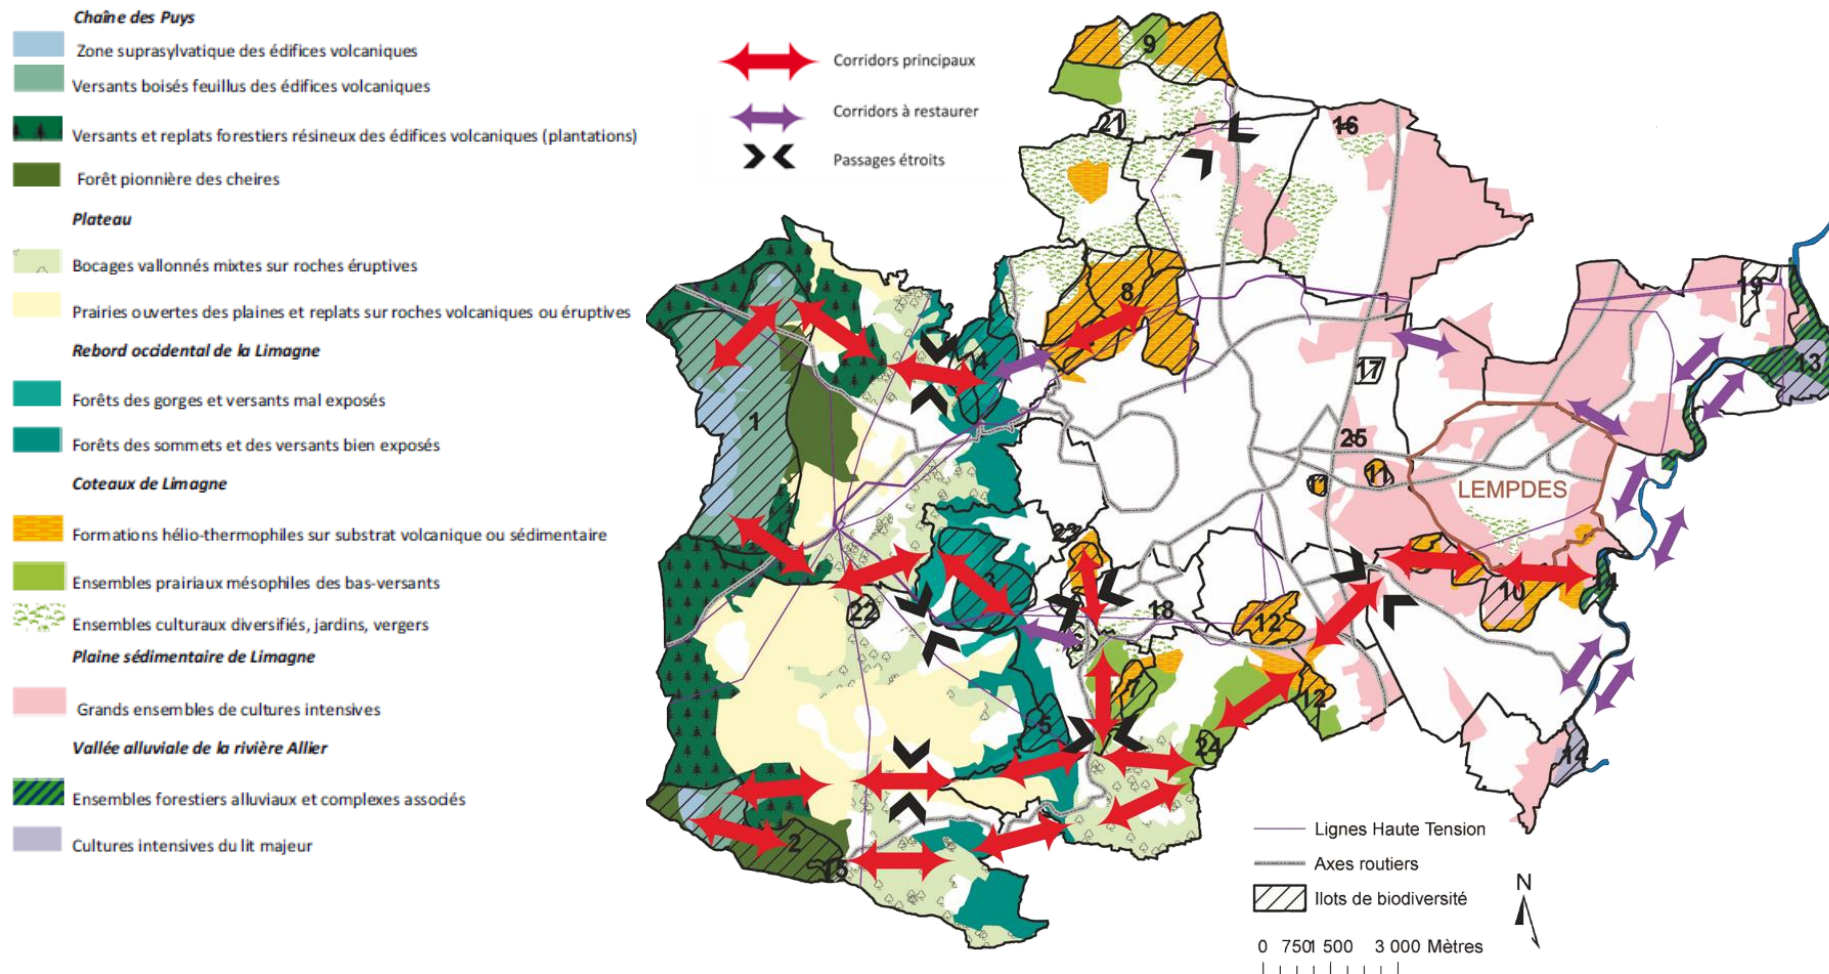 Chaîne des Puys
Zone suprasylvatique des édifices volcaniques
Versants boisés feuillus des édifices volcaniques
Versants et replats forestiers résineux des édifices volcaniques (plantations)
Forêt pionnière des cheires
Plateau
Bocages vallonnés mixtes sur roches éruptives
Prairies ouvertes des plaines et replats sur roches volcaniques ou éruptives
Rebord occidental de la Limagne
Forêts des gorges et versants mal exposés
Forêts des sommets et des versants bien exposés
Coteaux de Limagne
Formations hélio-thermophiles sur substrat volcanique ou sédimentaire
Ensembles prairiaux mésophiles des bas-versants
Ensembles culturaux diversifiés, jardins, vergers
Plaine sédimentaire de Limagne
Grands ensembles de cultures intensives
Vallée alluviale de la rivière Allier
Ensembles forestiers alluviaux et complexes associés
Cultures intensives du lit majeur
Corridors principaux
Corridors à restaurer
Passages étroits
9
21
16
8
19
13
4
17
1
25
11
11
LEMPDES
23
3
22
18
12
10
4
6
7
12
5
24
14
2
15
Lignes Haute Tension
Axes routiers
Ilots de biodiversité
N
0 750 1 500 3 000 Mètres